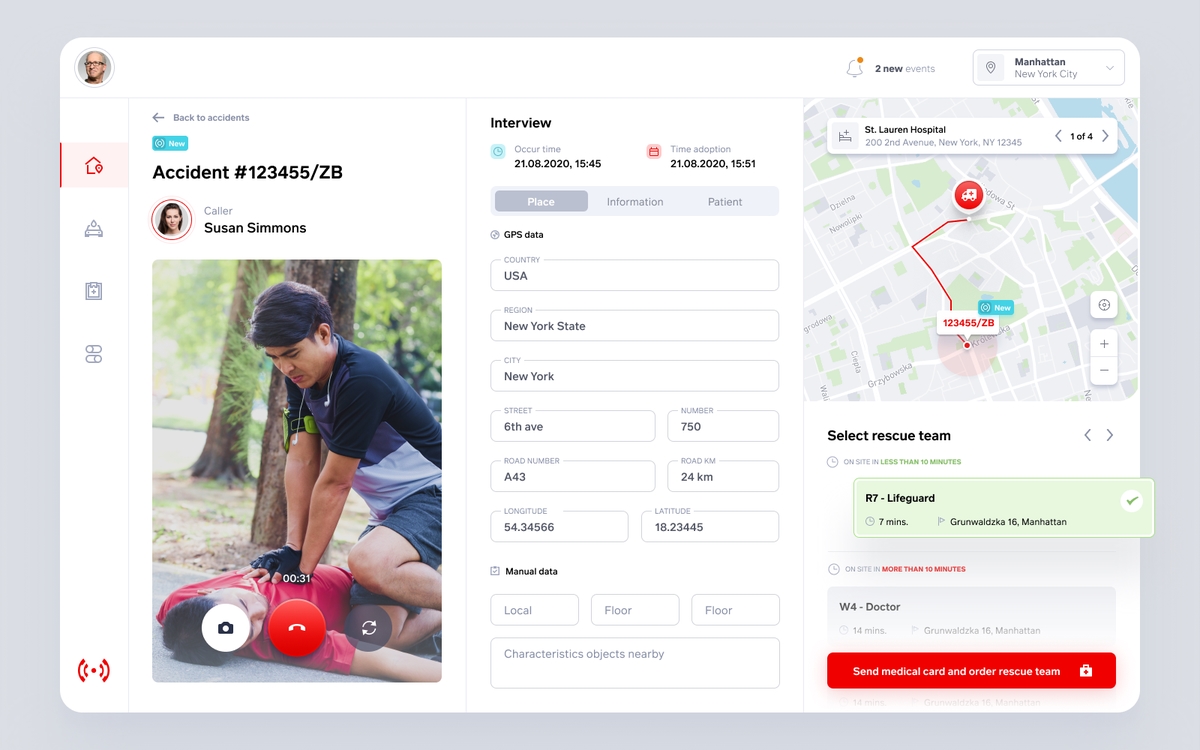 2 new events
Manhattan
New York City
Back to accidents
New
Accident #123455/ZB
Caller
Susan Simmons
00:31
Interview
Occur time
21.08.2020, 15:45
Time adoption
21.08.2020, 15:51
Place
Information
Patient
GPS data
COUNTRY
USA
REGION
New York State
CITY
New York
STREET
6th ave
NUMBER
750
ROAD NUMBER
A43
ROAD KM
24 km
LONGITUDE
54.34566
LATITUDE
18.23445
Manual data
Local
Floor
Floor
Characteristics objects nearby
St. Lauren Hospital
200 2nd Avenue, New York, NY 12345
1 of 4
Dzielna
Nowolipki
New
123455/ZB
Królewska
Ciepła
Grzybowska
Select rescue team
ON SITE IN LESS THAN 10 MINUTES
R7 - Lifeguard
7 mins.
Grunwaldzka 16, Manhattan
ON SITE IN MORE THAN 10 MINUTES
W4 - Doctor
14 mins.
Grunwaldzka 16, Manhattan
Send medical card and order rescue team
14 mins.
Grunwaldzka 16, Manhattan